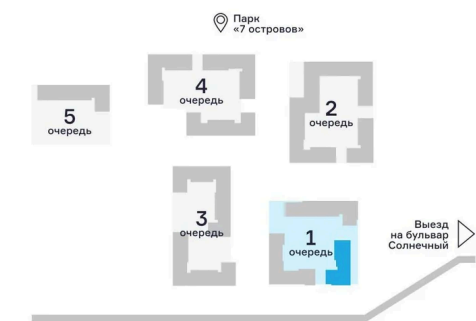 Парк
«7 островов»
4
очередь
2
очередь
5
очередь
3
очередь
1
очередь
Выезд
на бульвар
Солнечный